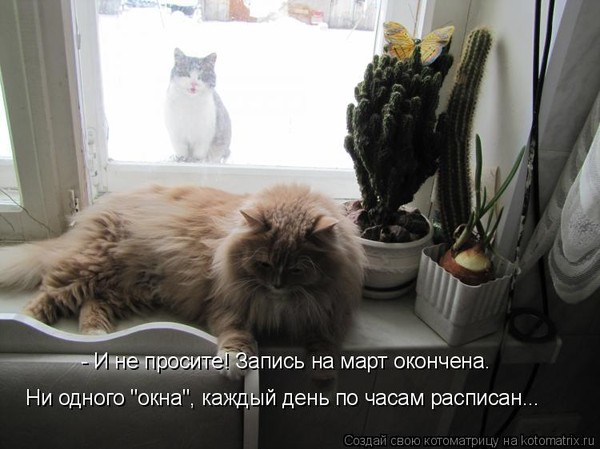 - И не просите! Запись на март окончена.
Ни одного "окна", каждый день по часам расписан...
Создай свою котоматрицу на kotomatrix.ru